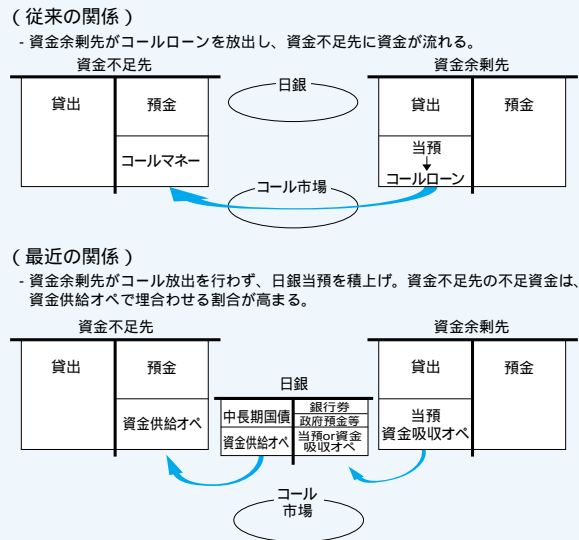 （従来の関係）
- 資金余剰先がコールローンを放出し、資金不足先に資金が流れる。
資金不足先
資金余剰先
貸出
預金
コールマネー
日銀
コール市場
貸出
預金
当預
コールローン
（最近の関係）
- 資金余剰先がコール放出を行わず、日銀当預を積上げ。資金不足先の不足資金は、
資金供給オペで埋合わせる割合が高まる。
資金不足先
資金余剰先
貸出
預金
資金供給オペ
日銀
中長期国債
銀行券
政府預金等
資金供給オペ
当預or資金
吸収オペ
貸出
預金
当預
資金吸収オペ
コール
市場